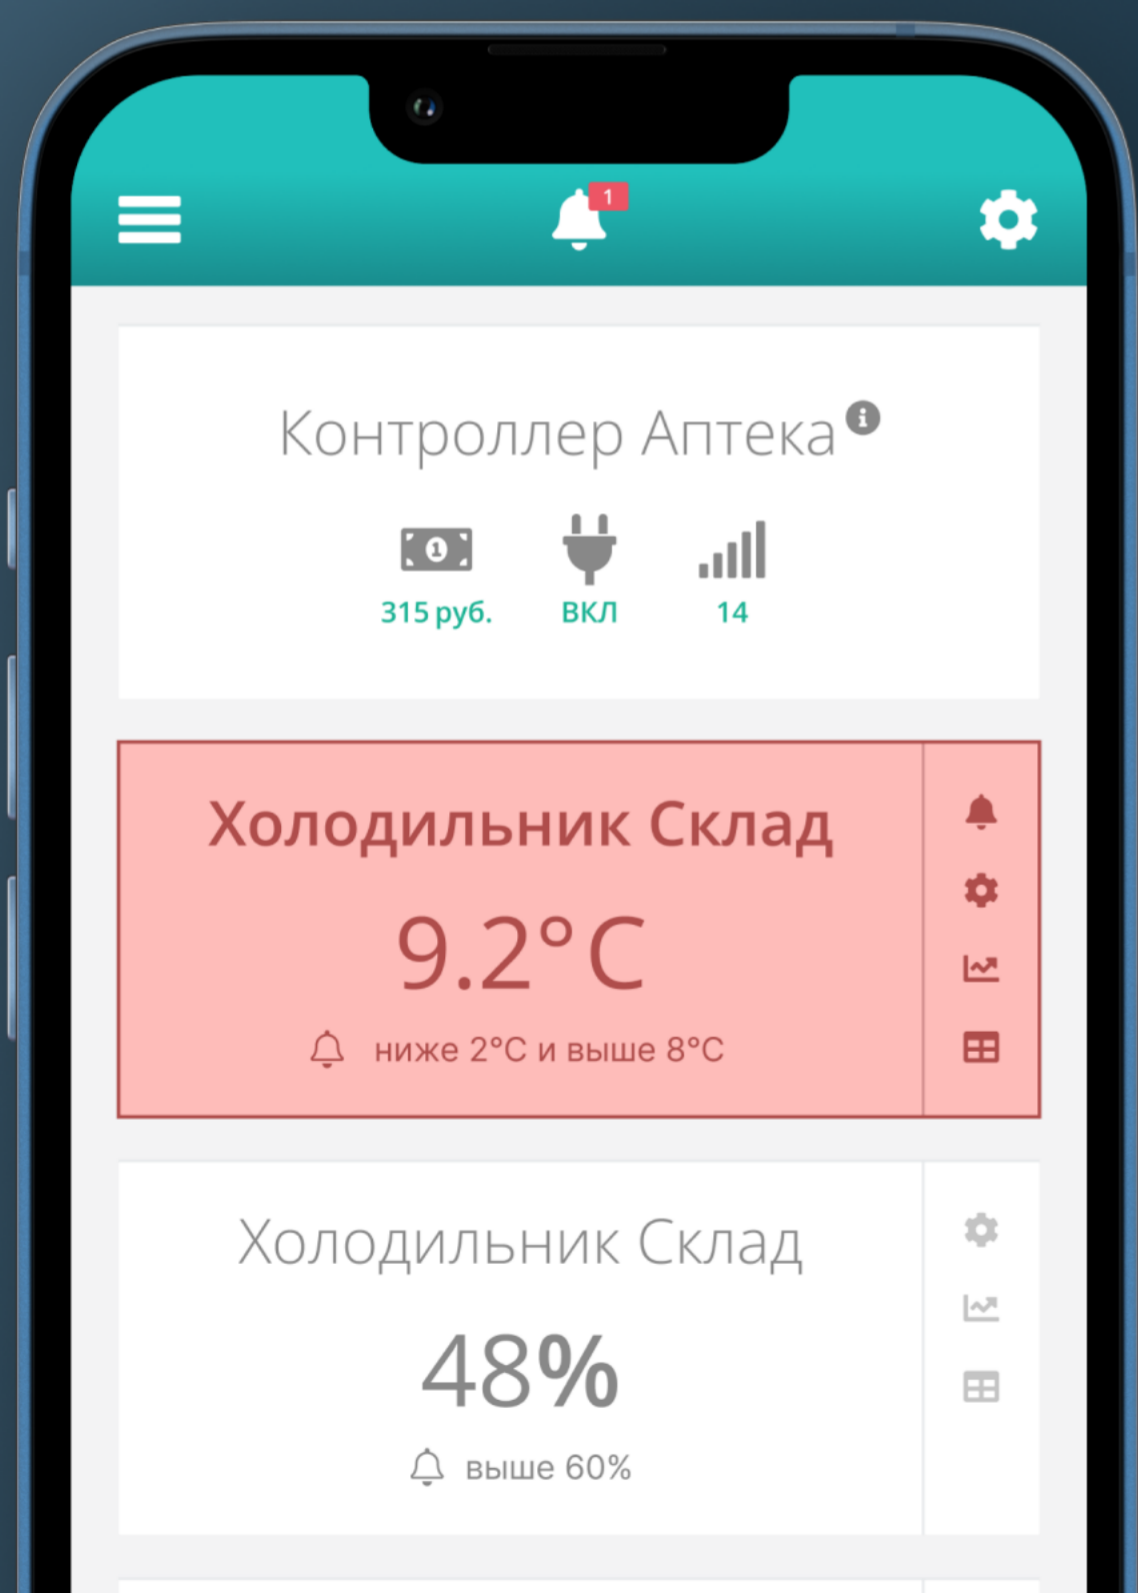 1
Контроллер Аптека
315 руб. ВКЛ 14
Холодильник Склад
9.2°C
ниже 2°C и выше 8°C
Холодильник Склад
48%
выше 60%